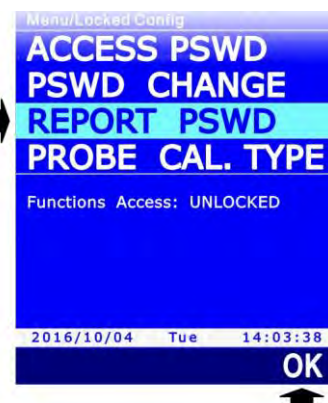 Menu/Locked Config
ACCESS PSWD
PSWD CHANGE
REPORT PSWD
PROBE CAL. TYPE
Functions Access: UNLOCKED
2016/10/04 Tue 14:03:38
OK